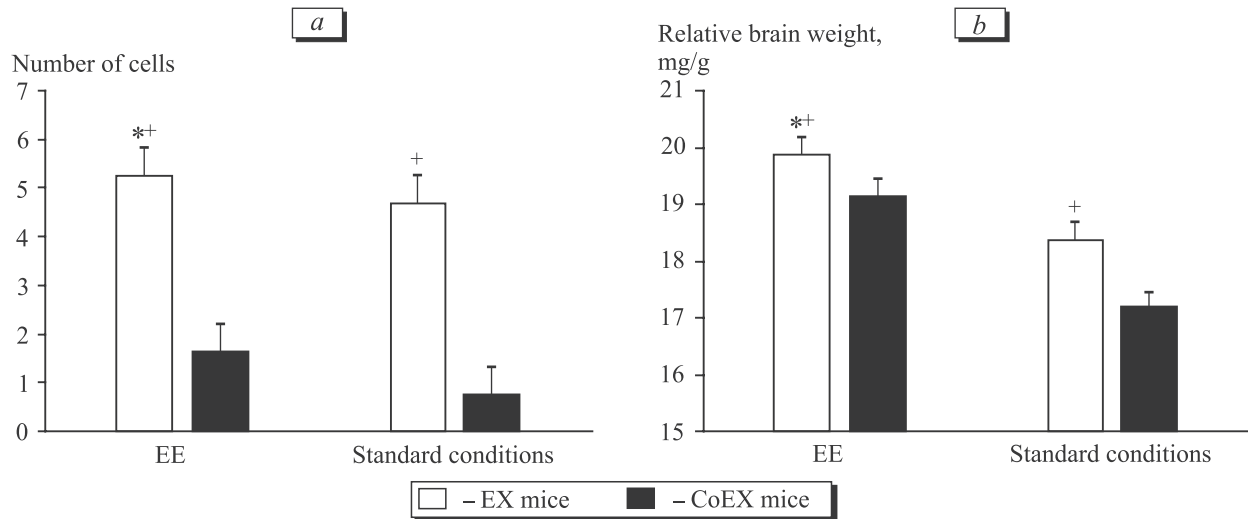 a
Number of cells
7
6
5
4
3
2
1
0
*+
+
EE
Standard conditions
b
Relative brain weight,
mg/g
21
20
19
18
17
16
15
*+
+
EE
Standard conditions
– EX mice – CoEX mice